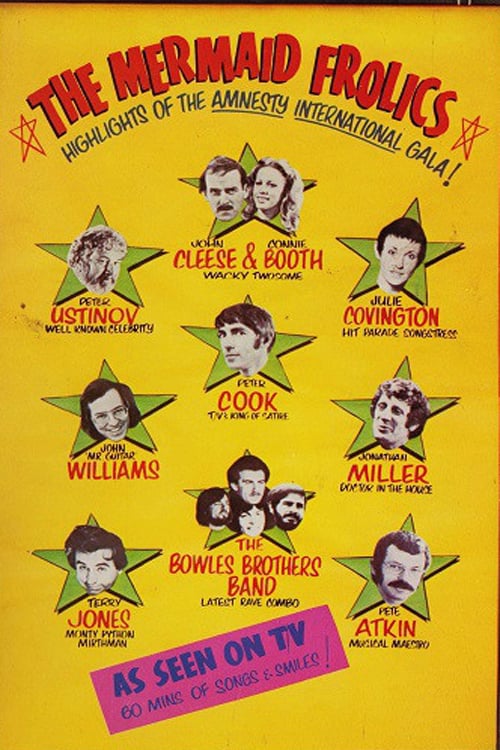 THE MERMAID FROLICS
HIGHLIGHTS OF THE AMNESTY INTERNATIONAL GALA!
JOHN CONNIE
CLEESE & BOOTH
WACKY TWOSOME
PETER
USTINOV
WELL KNOWN CELEBRITY
JULIE
COVINGTON
HIT PARADE SONGSTRESS
PETER
COOK
TV'S KING OF SATIRE
JOHN
'MR. GUITAR'
WILLIAMS
JONATHAN
MILLER
DOCTOR IN THE HOUSE
THE
BOWLES BROTHERS
BAND
LATEST RAVE COMBO
TERRY
JONES
MONTY PYTHON
MIRTHMAN
PETE
ATKIN
MUSICAL MAESTRO
AS SEEN ON TV
60 MINS OF SONGS & SMILES!